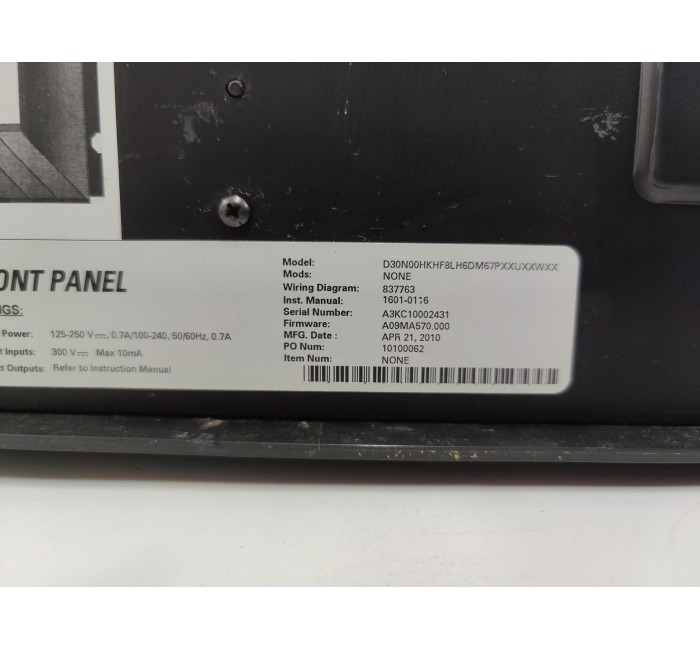 ONT PANEL
NGS:
Power: 125-250 V⎓, 0.7A/100-240, 50/60Hz, 0.7A
t Inputs: 300 V⎓ Max 10mA
ct Outputs: Refer to Instruction Manual
Model: D30N00HKHF8LH6DM67PXXUXXWXX
Mods: NONE
Wiring Diagram: 837763
Inst. Manual: 1601-0116
Serial Number: A3KC10002431
Firmware: A09MA570.000
MFG. Date : APR 21, 2010
PO Num: 10100062
Item Num: NONE